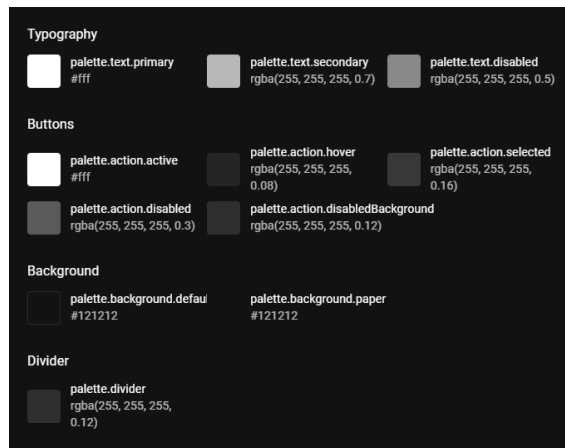 Typography
palette.text.primary
#fff
palette.text.secondary
rgba(255, 255, 255, 0.7)
palette.text.disabled
rgba(255, 255, 255, 0.5)
Buttons
palette.action.active
#fff
palette.action.hover
rgba(255, 255, 255,
0.08)
palette.action.selected
rgba(255, 255, 255,
0.16)
palette.action.disabled
rgba(255, 255, 255, 0.3)
palette.action.disabledBackground
rgba(255, 255, 255, 0.12)
Background
palette.background.defau
#121212
palette.background.paper
#121212
Divider
palette.divider
rgba(255, 255, 255,
0.12)